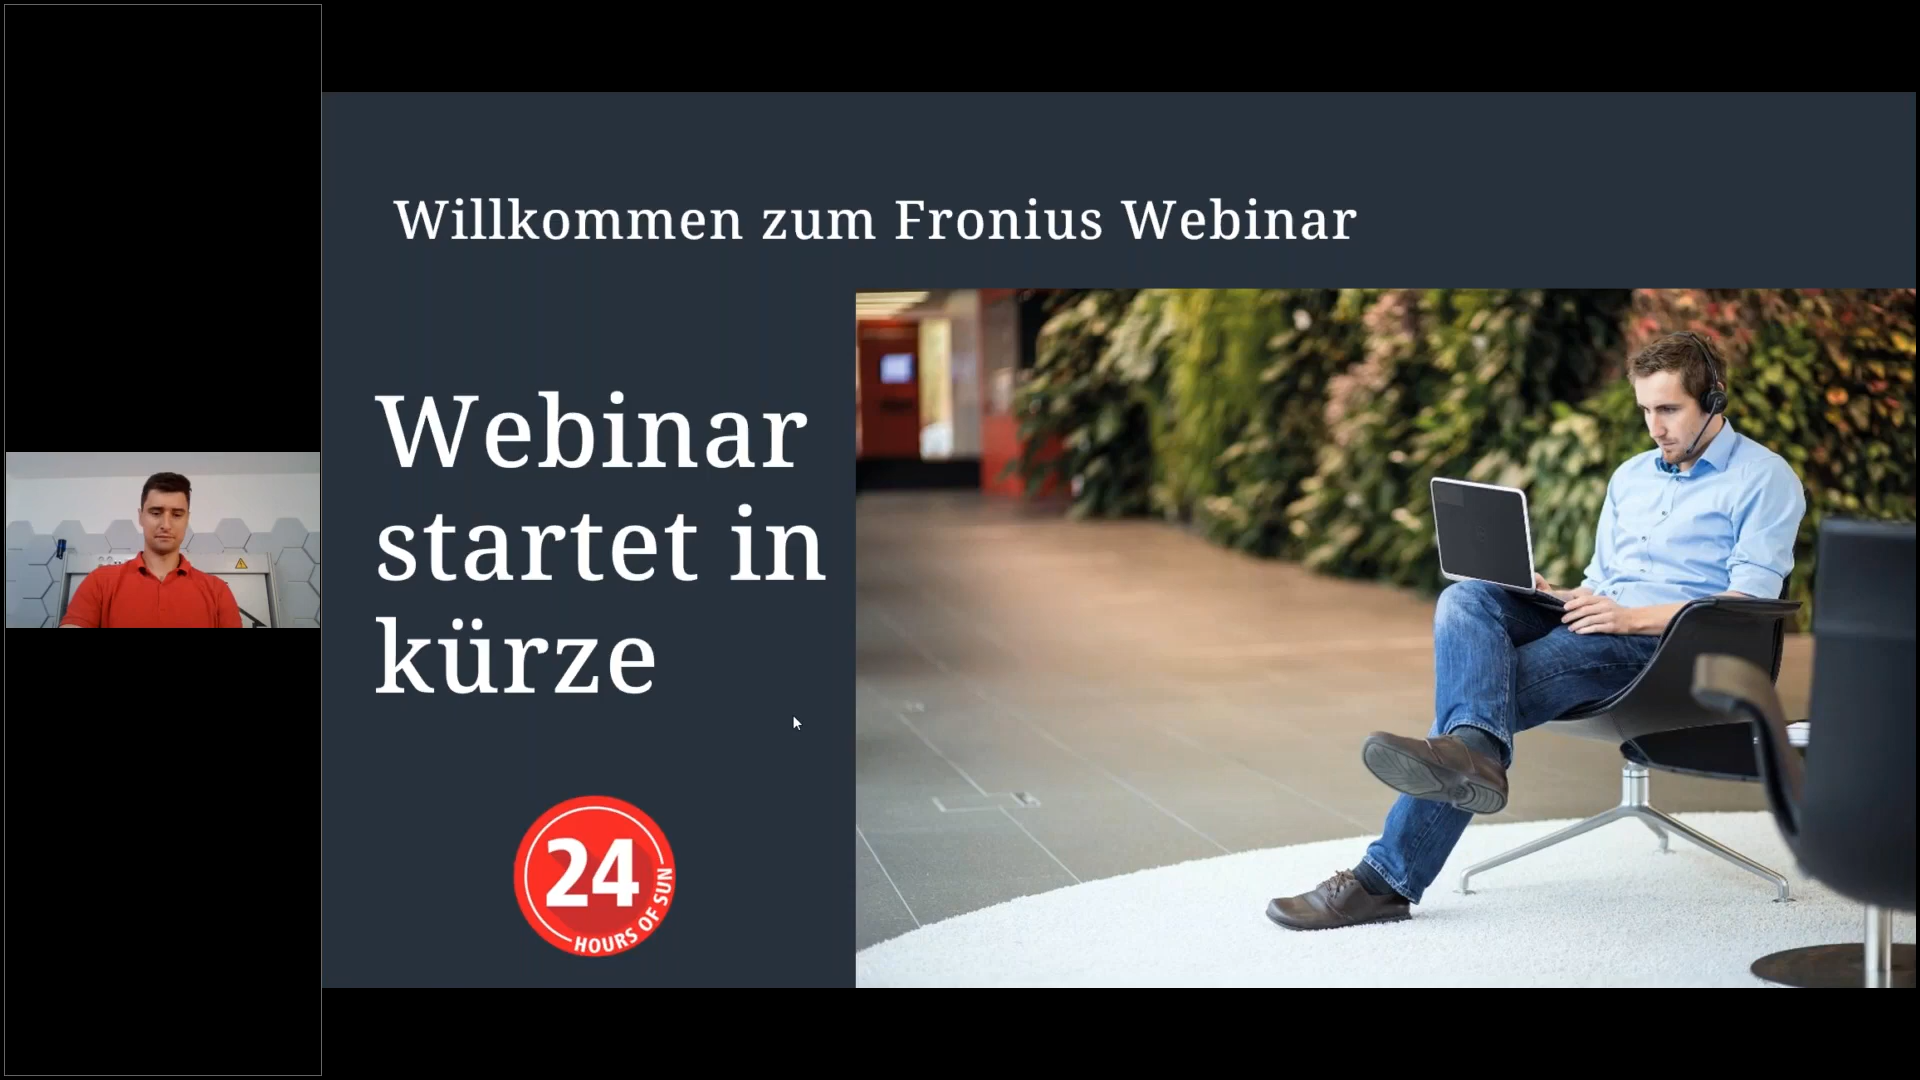 Willkommen zum Fronius Webinar
Webinar
startet in
kürze
24
HOURS OF SUN